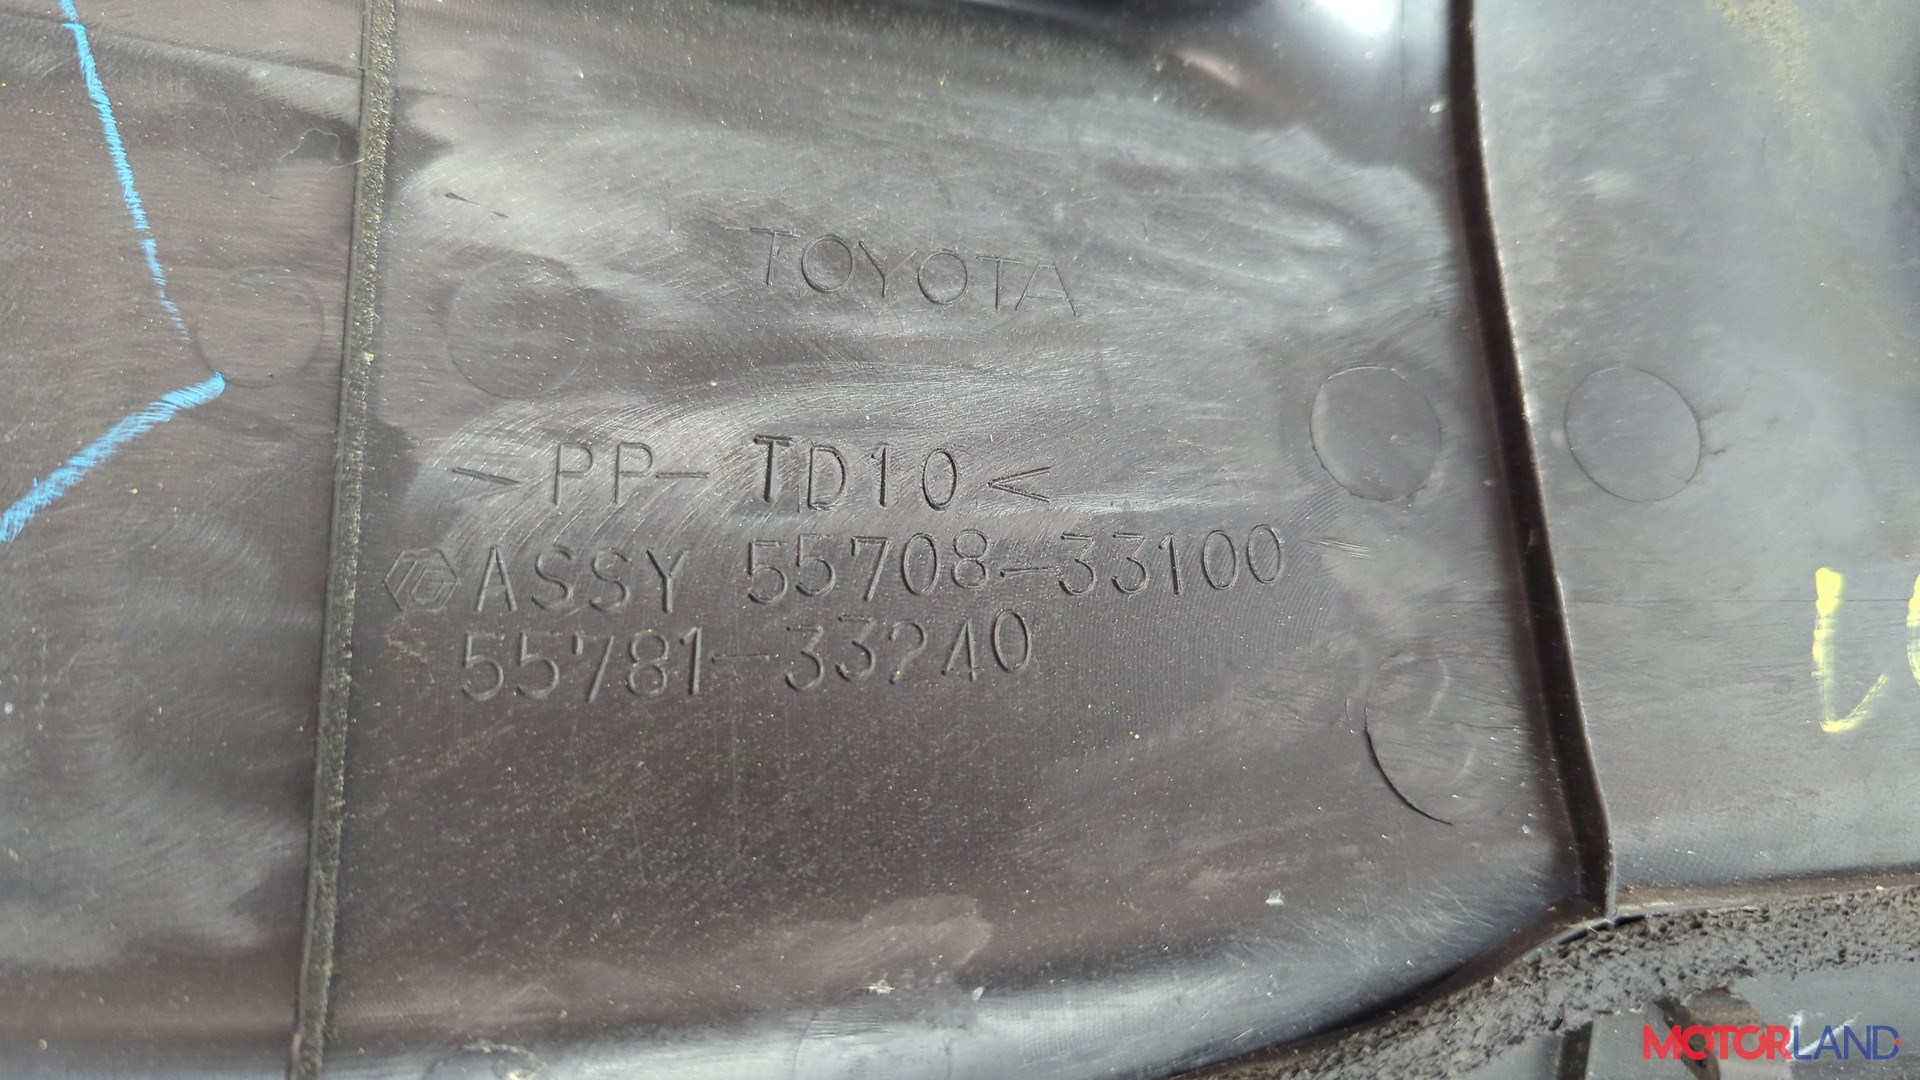 TOYOTA
>PP-TD10<
ASSY 55708-33100
55781-33240
MOTORLAND